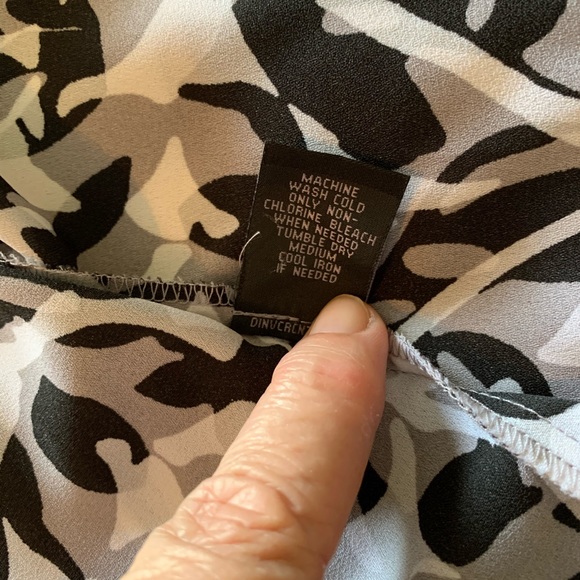 MACHINE
WASH COLD
ONLY NON-
CHLORINE BLEACH
WHEN NEEDED
TUMBLE DRY
MEDIUM
COOL IRON
IF NEEDED